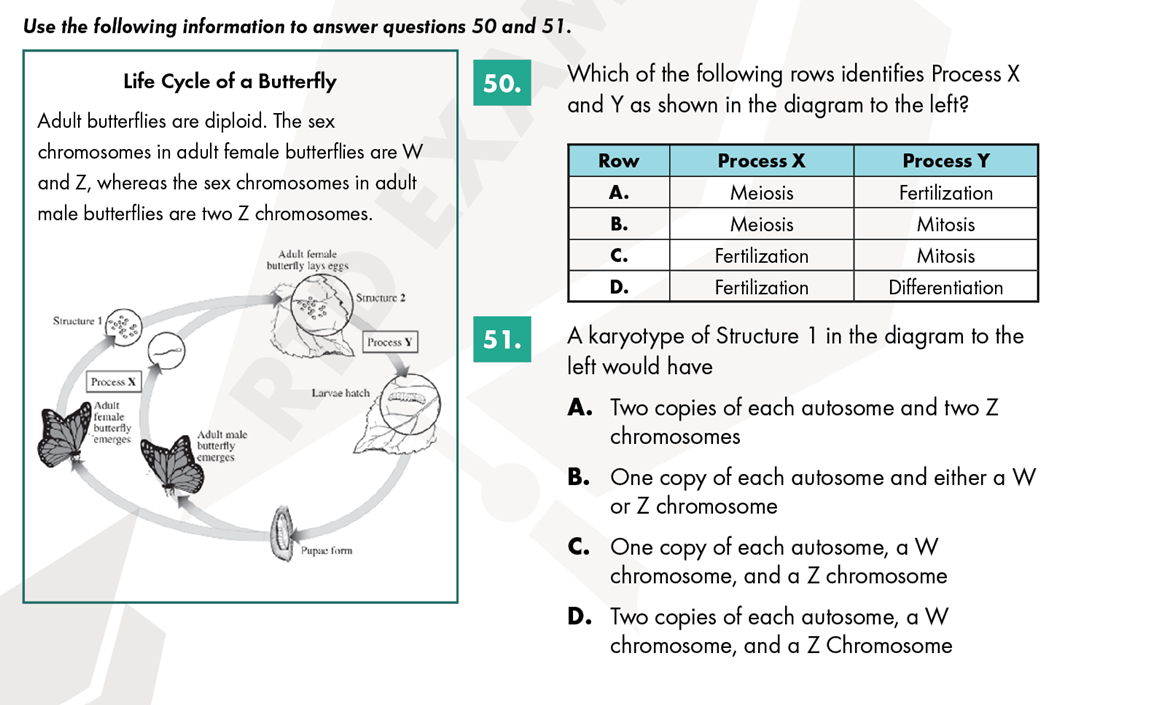 Use the following information to answer questions 50 and 51.
Life Cycle of a Butterfly
Adult butterflies are diploid. The sex
chromosomes in adult female butterflies are W
and Z, whereas the sex chromosomes in adult
male butterflies are two Z chromosomes.
Adult female
butterfly lays eggs
Structure 2
Structure 1
Process Y
Process X
Larvae hatch
Adult
female
butterfly
emerges
Adult male
butterfly
emerges
Pupae form
50.
Which of the following rows identifies Process X
and Y as shown in the diagram to the left?
Row Process X Process Y
A. Meiosis Fertilization
B. Meiosis Mitosis
C. Fertilization Mitosis
D. Fertilization Differentiation
51.
A karyotype of Structure 1 in the diagram to the
left would have
A. Two copies of each autosome and two Z
chromosomes
B. One copy of each autosome and either a W
or Z chromosome
C. One copy of each autosome, a W
chromosome, and a Z chromosome
D. Two copies of each autosome, a W
chromosome, and a Z Chromosome